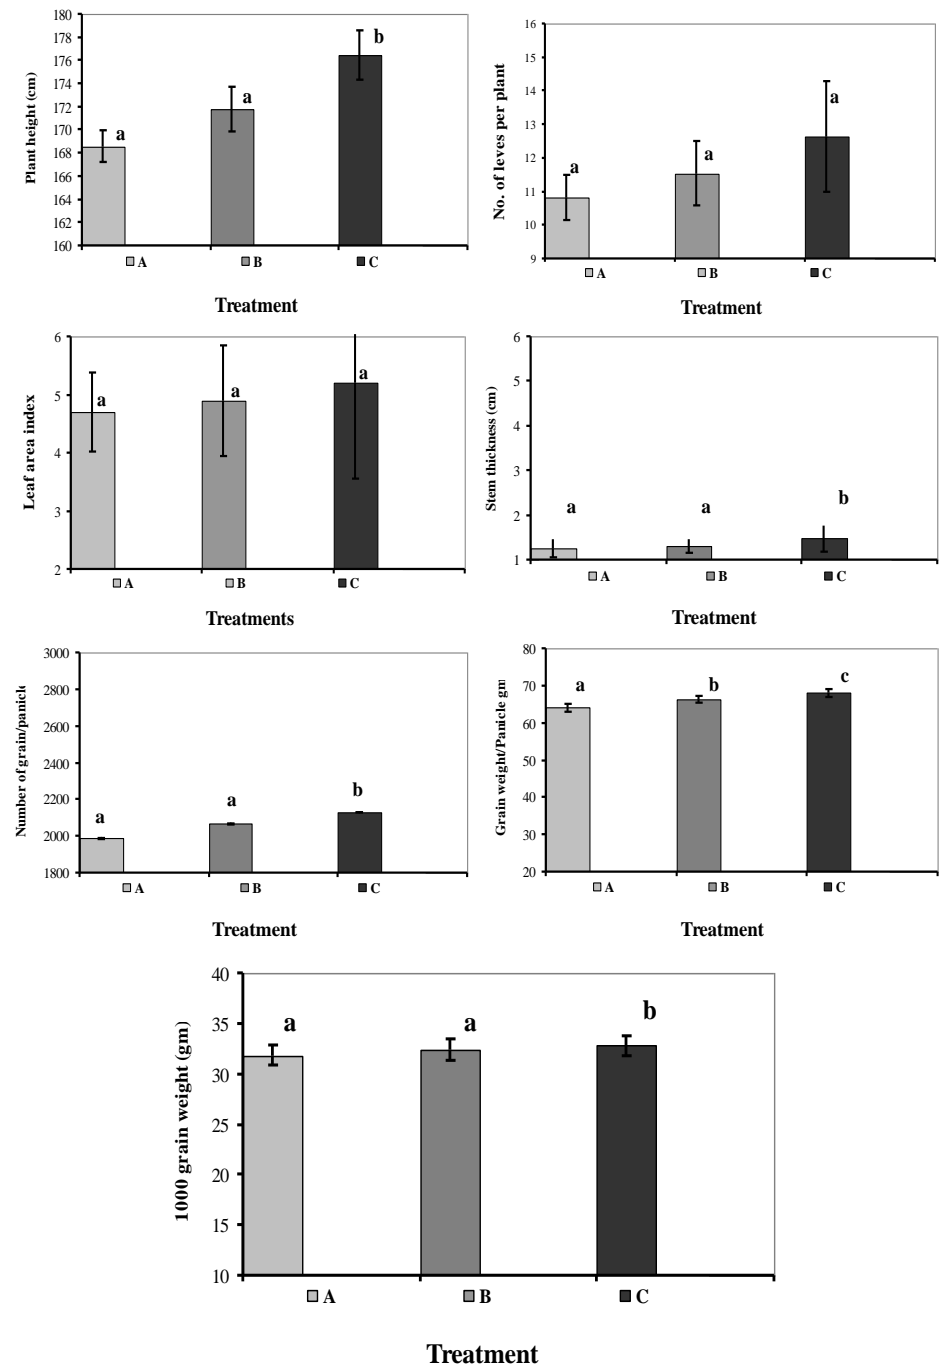 Plant height (cm)
180
178
176
174
172
170
168
166
164
162
160
a
a
b
A B C
Treatment
No. of leves per plant
16
15
14
13
12
11
10
9
a
a
a
A B C
Treatment
Leaf area index
6
5
4
3
2
a
a
a
A B C
Treatments
Stem thickness (cm)
6
5
4
3
2
1
a
a
b
A B C
Treatment
Number of grain/panicle
3000
2800
2600
2400
2200
2000
1800
a
a
b
A B C
Treatment
Grain weight/Panicle gm
80
70
60
50
40
30
20
a
b
c
A B C
Treatment
1000 grain weight (gm)
40
35
30
25
20
15
10
a
a
b
A B C
Treatment